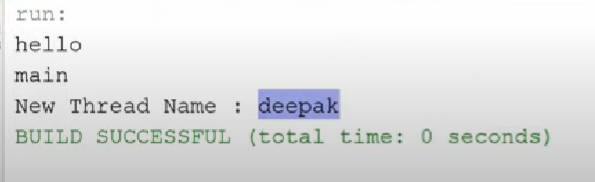 run:
hello
main
New Thread Name : deepak
BUILD SUCCESSFUL (total time: 0 seconds)